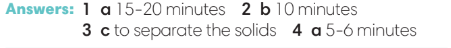 Answers: 1 a 15-20 minutes 2 b 10 minutes
3 c to separate the solids 4 a 5-6 minutes